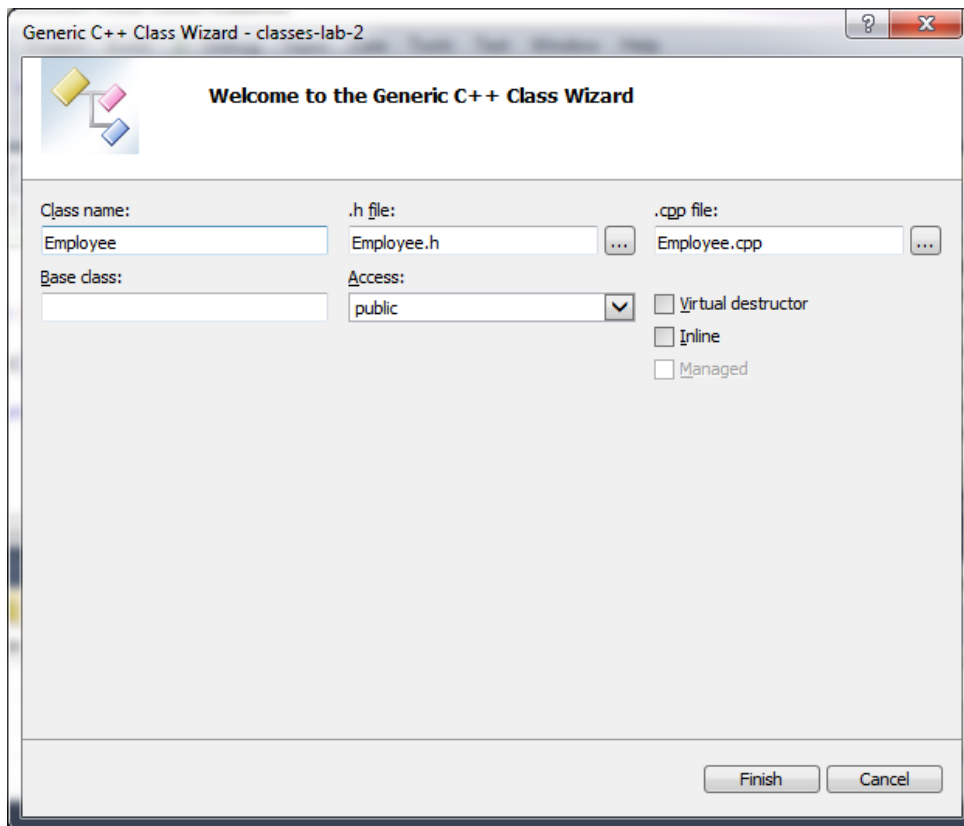 Generic C++ Class Wizard - classes-lab-2
Welcome to the Generic C++ Class Wizard
Class name:
.h file:
.cpp file:
Employee
Employee.h
...
Employee.cpp
...
Base class:
Access:
public
Virtual destructor
Inline
Managed
Finish
Cancel